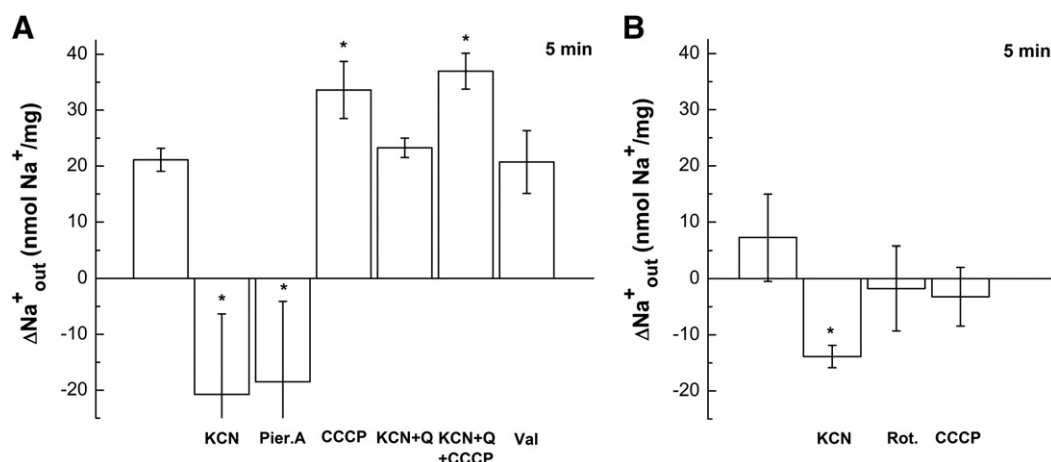 A
5 min
ΔNa⁺out (nmol Na⁺/mg)
40
30
20
10
0
-10
-20
*
*
*
*
KCN
Pier.A
CCCP
KCN+Q
KCN+Q
+CCCP
Val
B
5 min
ΔNa⁺out (nmol Na⁺/mg)
40
30
20
10
0
-10
-20
*
KCN
Rot.
CCCP